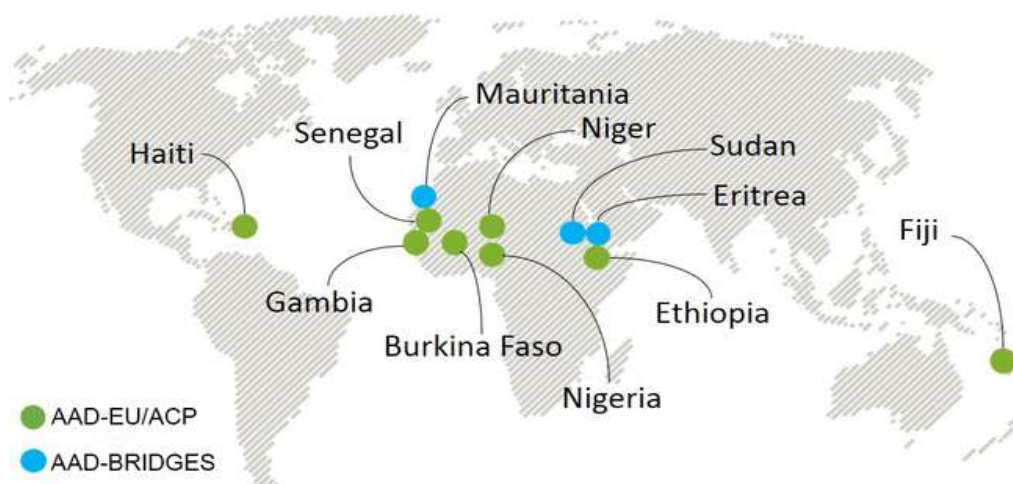 Mauritania
Senegal
Niger
Haiti
Sudan
Eritrea
Fiji
Gambia
Ethiopia
Burkina Faso
Nigeria
AAD-EU/ACP
AAD-BRIDGES